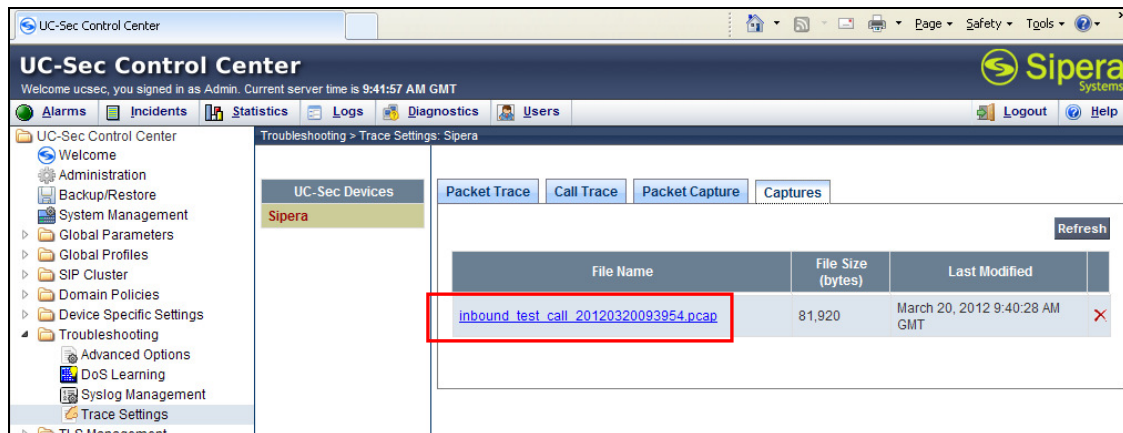 UC-Sec Control Center
Page Safety Tools
UC-Sec Control Center
Welcome ucsec, you signed in as Admin. Current server time is 9:41:57 AM GMT
Sipera
Systems
Alarms Incidents Statistics Logs Diagnostics Users Logout Help
UC-Sec Control Center
Welcome
Administration
Backup/Restore
System Management
Global Parameters
Global Profiles
SIP Cluster
Domain Policies
Device Specific Settings
Troubleshooting
Advanced Options
DoS Learning
Syslog Management
Trace Settings
TLS Management
Troubleshooting > Trace Settings: Sipera
UC-Sec Devices
Sipera
Packet Trace Call Trace Packet Capture Captures
Refresh
File Name
File Size
(bytes)
Last Modified
inbound_test_call_20120320093954.pcap
81,920
March 20, 2012 9:40:28 AM
GMT